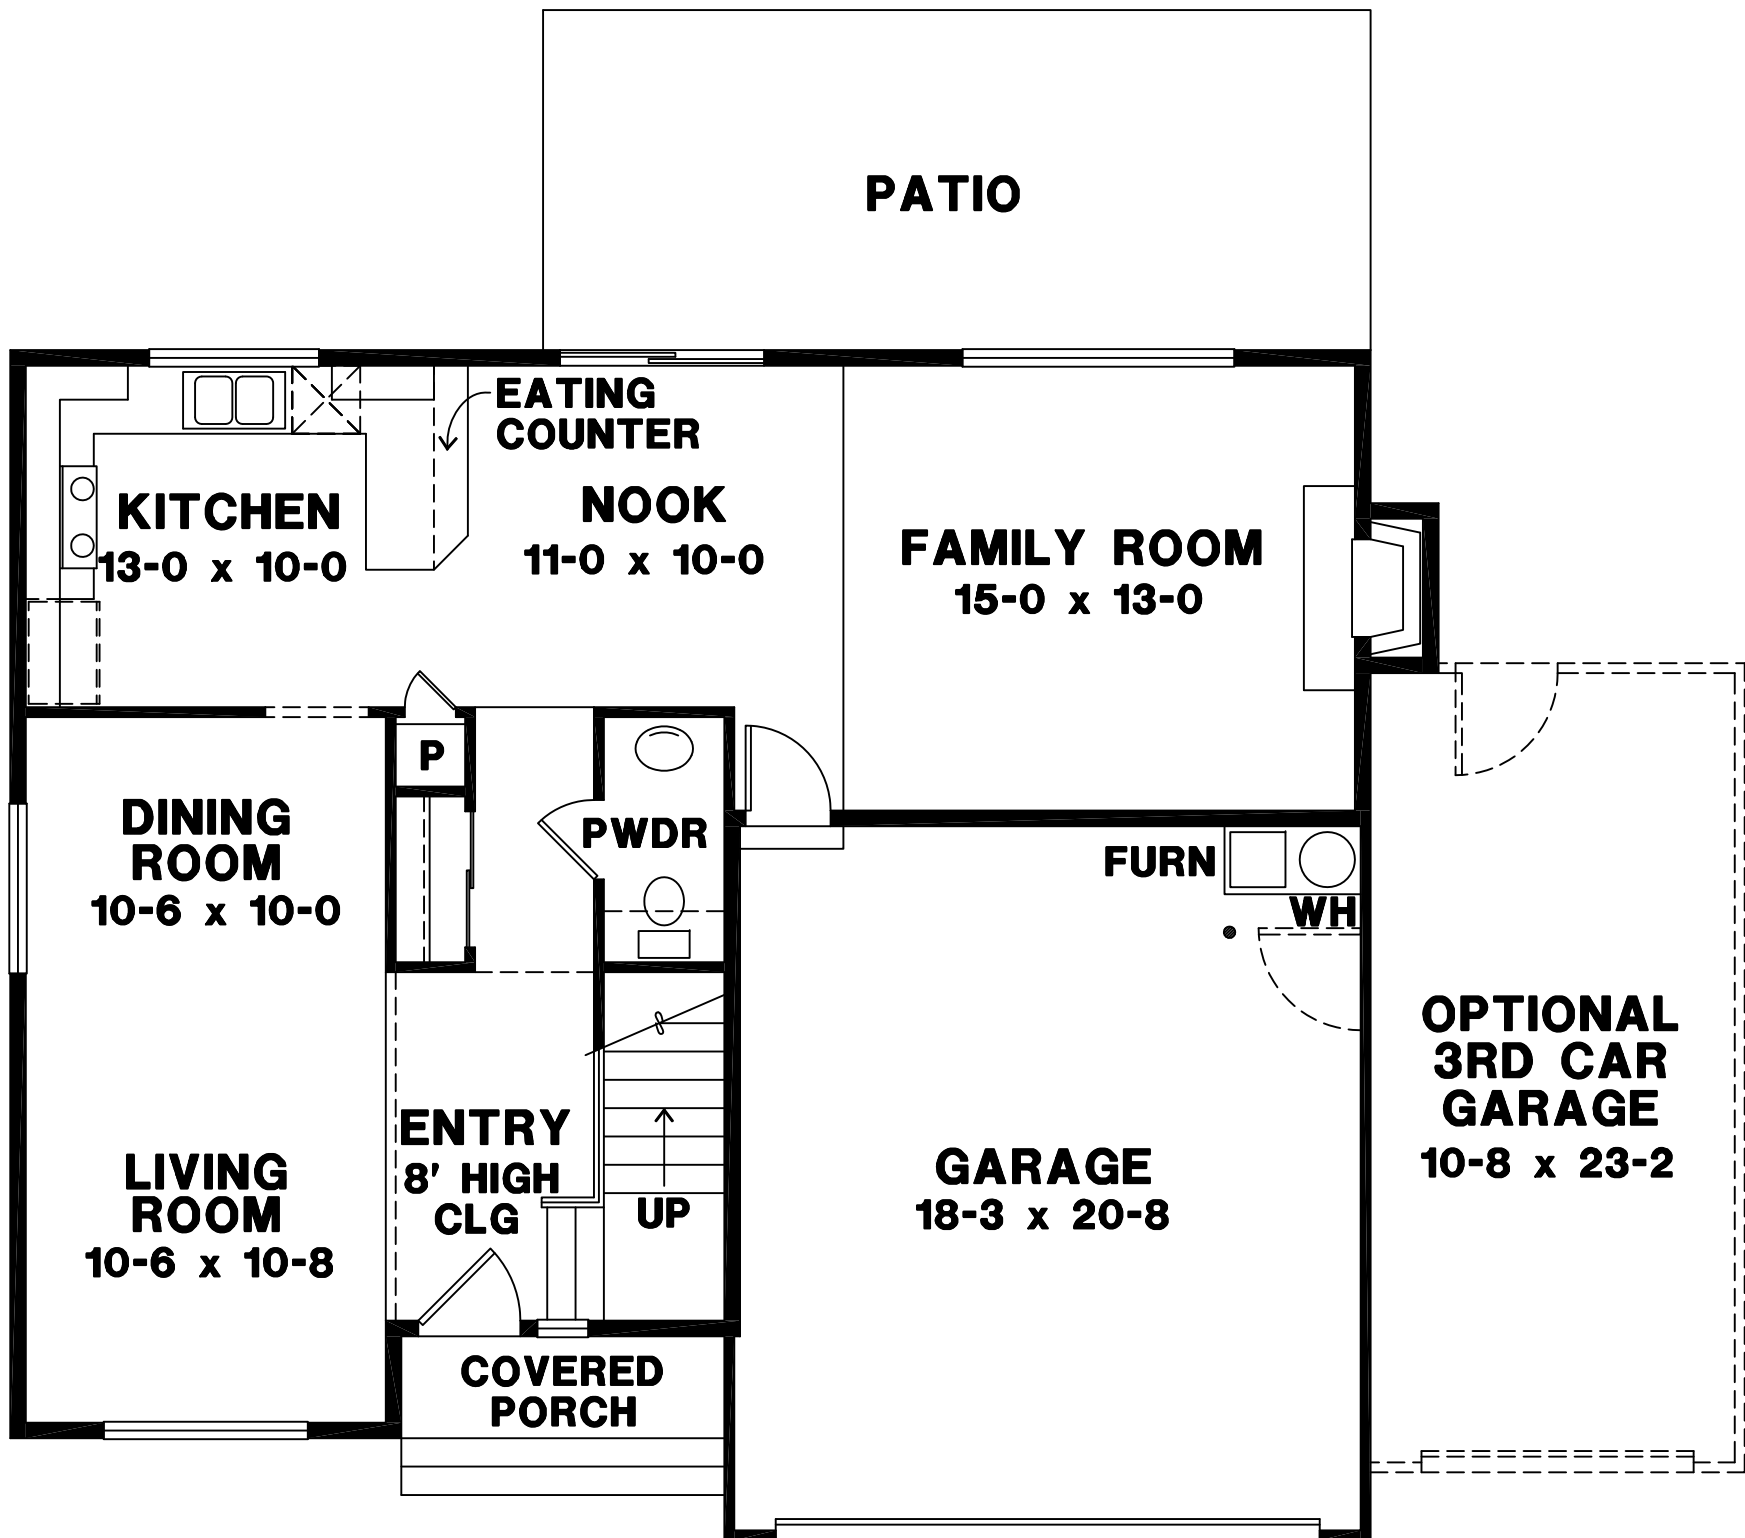 PATIO
EATING
COUNTER
KITCHEN
13-0 x 10-0
NOOK
11-0 x 10-0
FAMILY ROOM
15-0 x 13-0
P
DINING
ROOM
10-6 x 10-0
PWDR
FURN
WH
OPTIONAL
3RD CAR
GARAGE
10-8 x 23-2
ENTRY
8' HIGH
CLG
LIVING
ROOM
10-6 x 10-8
UP
GARAGE
18-3 x 20-8
COVERED
PORCH